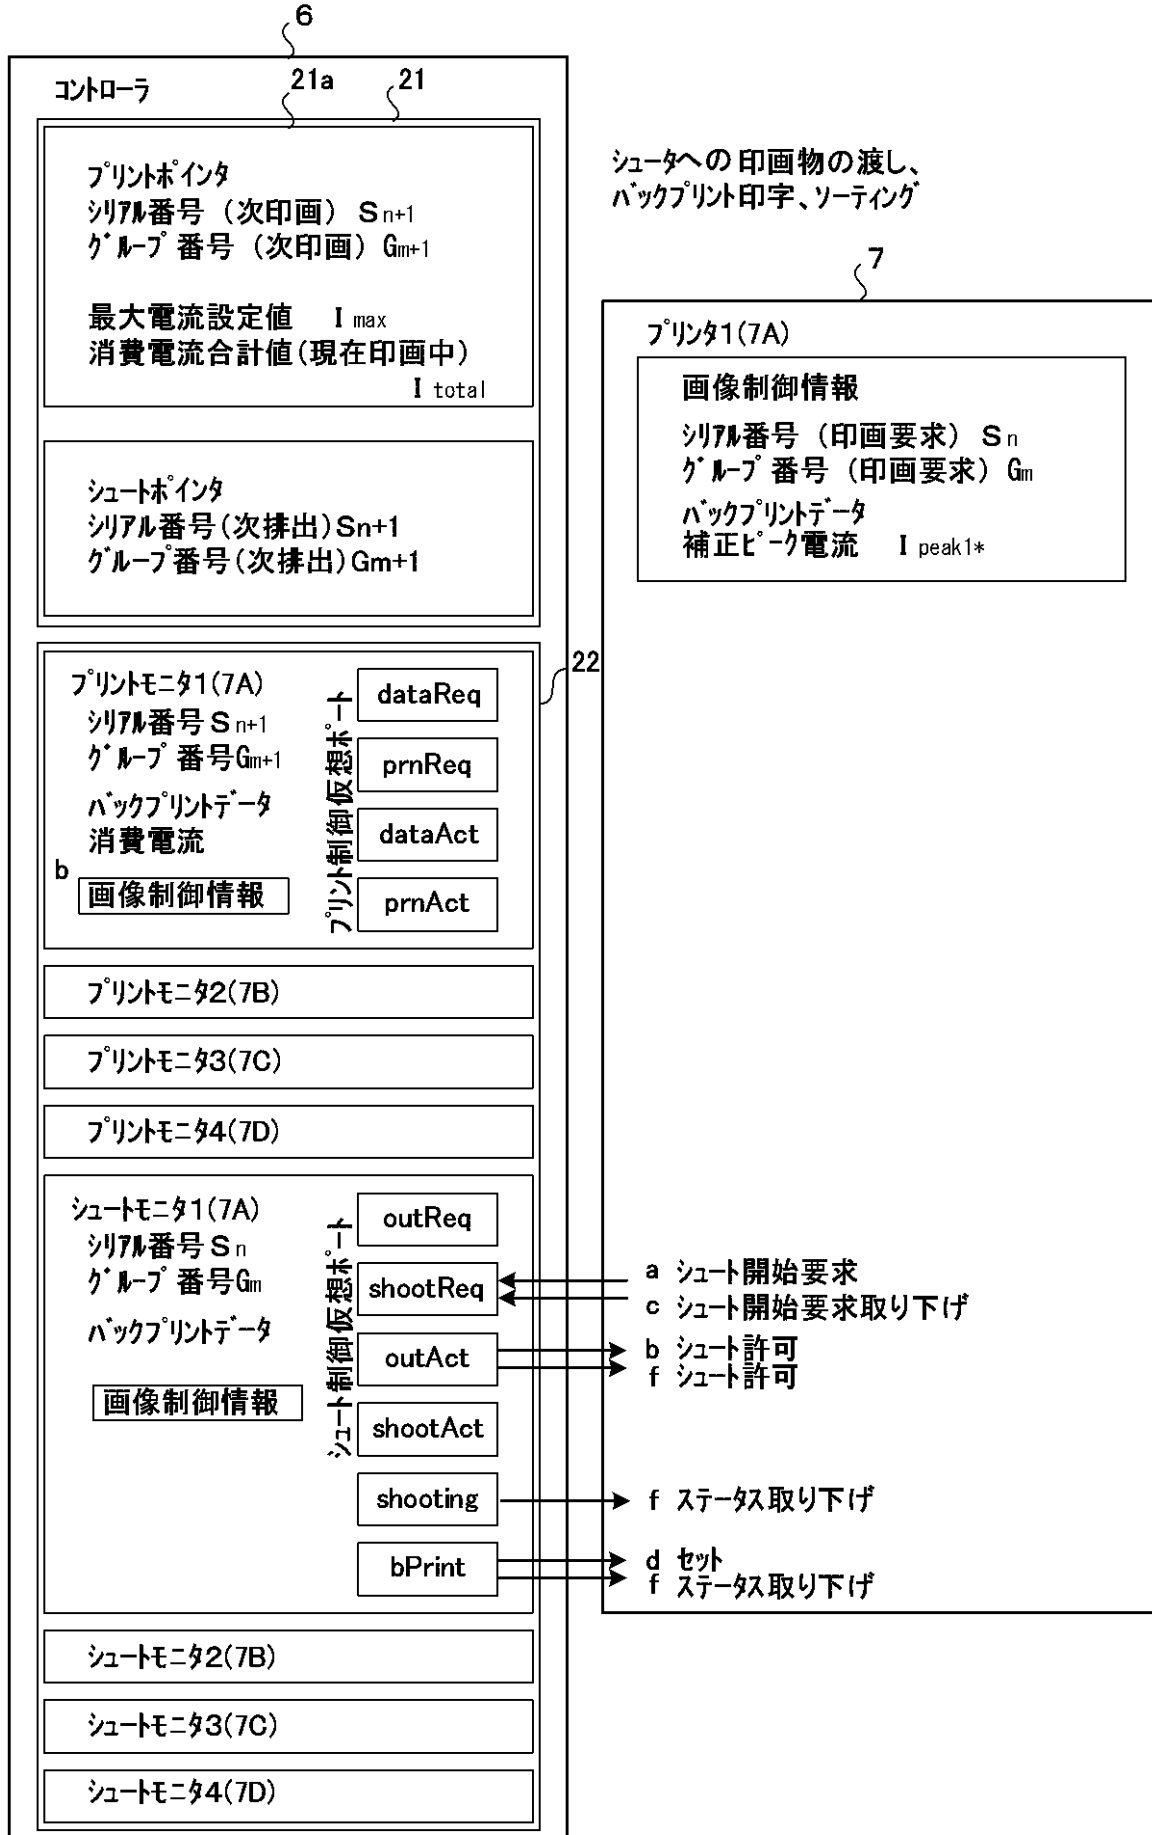 6
コントローラ
21a
21
プリントポインタ
シリアル番号（次印画）Sn+1
グループ番号（次印画）Gm+1
最大電流設定値 Imax
消費電流合計値(現在印画中)
Itotal
シュートポインタ
シリアル番号(次排出)Sn+1
グループ番号(次排出)Gm+1
シュータへの印画物の渡し、
バックプリント印字、ソーティング
7
プリンタ1(7A)
画像制御情報
シリアル番号（印画要求）Sn
グループ番号（印画要求）Gm
バックプリントデータ
補正ピーク電流 Ipeak1*
22
プリントモニタ1(7A)
シリアル番号Sn+1
グループ番号Gm+1
バックプリントデータ
消費電流
b
画像制御情報
プリント制御仮想ポート
dataReq
prnReq
dataAct
prnAct
プリントモニタ2(7B)
プリントモニタ3(7C)
プリントモニタ4(7D)
シュートモニタ1(7A)
シリアル番号Sn
グループ番号Gm
バックプリントデータ
画像制御情報
シュート制御仮想ポート
outReq
shootReq
outAct
shootAct
shooting
bPrint
a シュート開始要求
c シュート開始要求取り下げ
b シュート許可
f シュート許可
f ステータス取り下げ
d セット
f ステータス取り下げ
シュートモニタ2(7B)
シュートモニタ3(7C)
シュートモニタ4(7D)